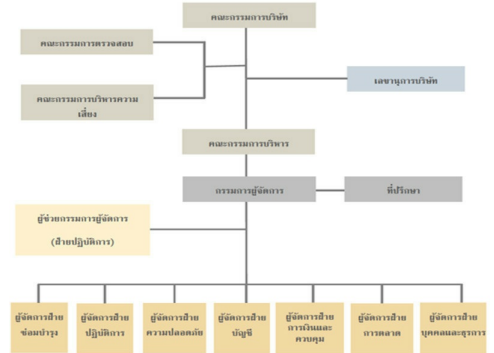 คณะกรรมการบริษัท
คณะกรรมการตรวจสอบ
เลขานุการบริษัท
คณะกรรมการบริหารความ
เสี่ยง
คณะกรรมการบริหาร
กรรมการผู้จัดการ
ที่ปรึกษา
ผู้ช่วยกรรมการผู้จัดการ
(ฝ่ายปฏิบัติการ)
ผู้จัดการฝ่าย
ซ่อมบำรุง
ผู้จัดการฝ่าย
ปฏิบัติการ
ผู้จัดการฝ่าย
ความปลอดภัย
ผู้จัดการฝ่าย
บัญชี
ผู้จัดการฝ่าย
การเงินและ
ควบคุม
ผู้จัดการฝ่าย
การตลาด
ผู้จัดการฝ่าย
บุคคลและธุรการ